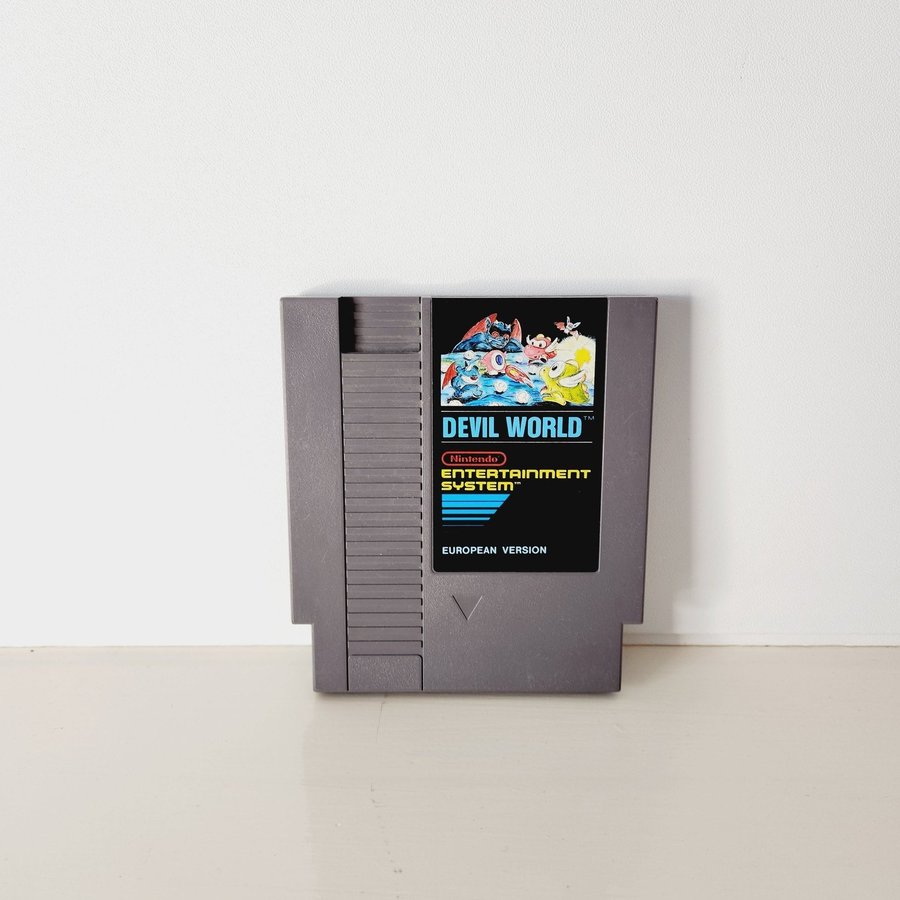 DEVIL WORLD™
Nintendo
ENTERTAINMENT
SYSTEM™
EUROPEAN VERSION